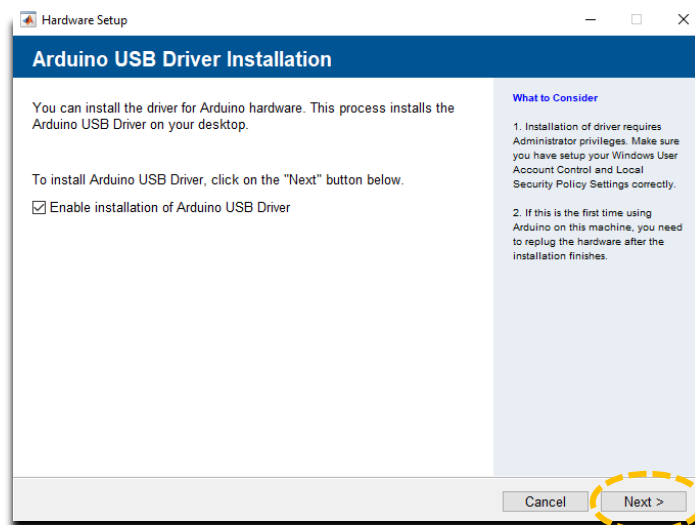 Hardware Setup
Arduino USB Driver Installation
You can install the driver for Arduino hardware. This process installs the
Arduino USB Driver on your desktop.
To install Arduino USB Driver, click on the "Next" button below.
Enable installation of Arduino USB Driver
What to Consider
1. Installation of driver requires
Administrator privileges. Make sure
you have setup your Windows User
Account Control and Local
Security Policy Settings correctly.
2. If this is the first time using
Arduino on this machine, you need
to replug the hardware after the
installation finishes.
Cancel
Next >